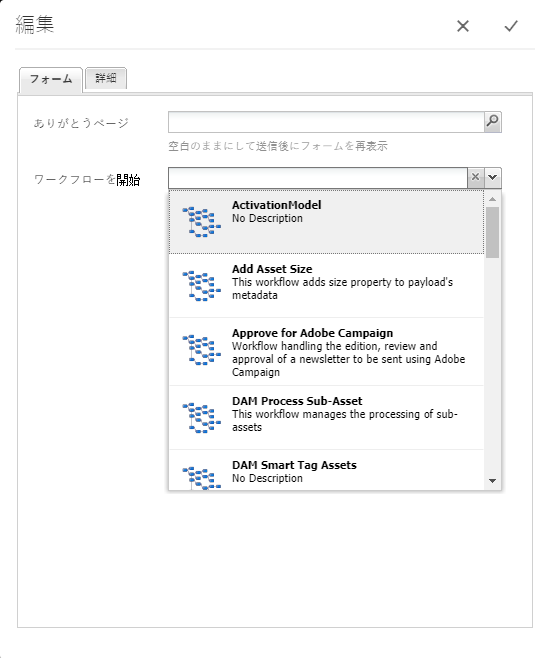 編集
フォーム
詳細
ありがとうページ
空白のままにして送信後にフォームを再表示
ワークフローを開始
ActivationModel
No Description
Add Asset Size
This workflow adds size property to payload's
metadata
Approve for Adobe Campaign
Workflow handling the edition, review and
approval of a newsletter to be sent using Adobe
Campaign
DAM Process Sub-Asset
This workflow manages the processing of sub-
assets
DAM Smart Tag Assets
No Description